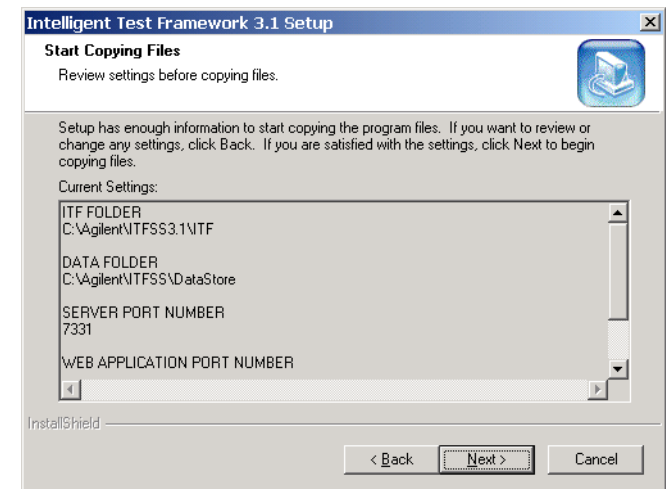 Intelligent Test Framework 3.1 Setup
Start Copying Files
Review settings before copying files.
Setup has enough information to start copying the program files. If you want to review or
change any settings, click Back. If you are satisfied with the settings, click Next to begin
copying files.
Current Settings:
ITF FOLDER
C:\Agilent\ITFSS3.1\ITF
DATA FOLDER
C:\Agilent\ITFSS\DataStore
SERVER PORT NUMBER
7331
WEB APPLICATION PORT NUMBER
InstallShield
< Back
Next >
Cancel